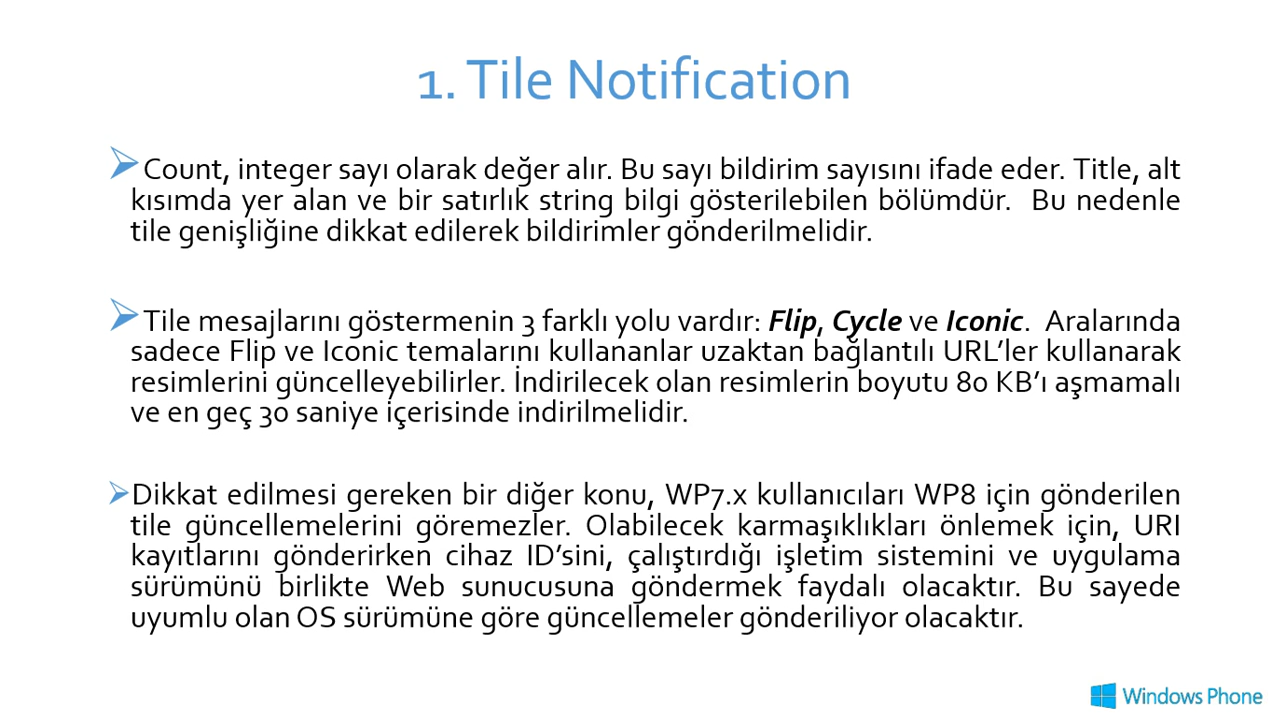 1. Tile Notification
Count, integer sayı olarak değer alır. Bu sayı bildirim sayısını ifade eder. Title, alt
kısımda yer alan ve bir satırlık string bilgi gösterilebilen bölümdür.  Bu nedenle
tile genişliğine dikkat edilerek bildirimler gönderilmelidir.
Tile mesajlarını göstermenin 3 farklı yolu vardır: Flip, Cycle ve Iconic.  Aralarında
sadece Flip ve Iconic temalarını kullananlar uzaktan bağlantılı URL’ler kullanarak
resimlerini güncelleyebilirler. İndirilecek olan resimlerin boyutu 80 KB’ı aşmamalı
ve en geç 30 saniye içerisinde indirilmelidir.
Dikkat edilmesi gereken bir diğer konu, WP7.x kullanıcıları WP8 için gönderilen
tile güncellemelerini göremezler. Olabilecek karmaşıklıkları önlemek için, URI
kayıtlarını gönderirken cihaz ID’sini, çalıştırdığı işletim sistemini ve uygulama
sürümünü birlikte Web sunucusuna göndermek faydalı olacaktır. Bu sayede
uyumlu olan OS sürümüne göre güncellemeler gönderiliyor olacaktır.
Windows Phone